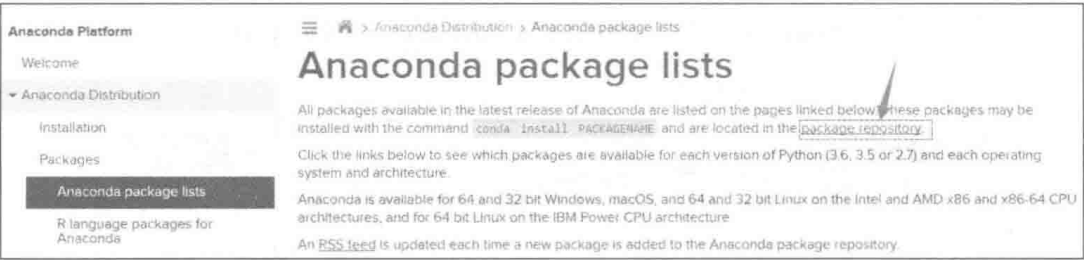 Anaconda Platform
Welcome
Anaconda Distribution
Installation
Packages
Anaconda package lists
R language packages for
Anaconda
> Anaconda Distribution > Anaconda package lists
Anaconda package lists
All packages available in the latest release of Anaconda are listed on the pages linked below. These packages may be
installed with the command conda install PACKAGENAME and are located in the package repository.
Click the links below to see which packages are available for each version of Python (3.6, 3.5 or 2.7) and each operating
system and architecture.
Anaconda is available for 64 and 32 bit Windows, macOS, and 64 and 32 bit Linux on the Intel and AMD x86 and x86-64 CPU
architectures, and for 64 bit Linux on the IBM Power CPU architecture
An RSS feed is updated each time a new package is added to the Anaconda package repository.